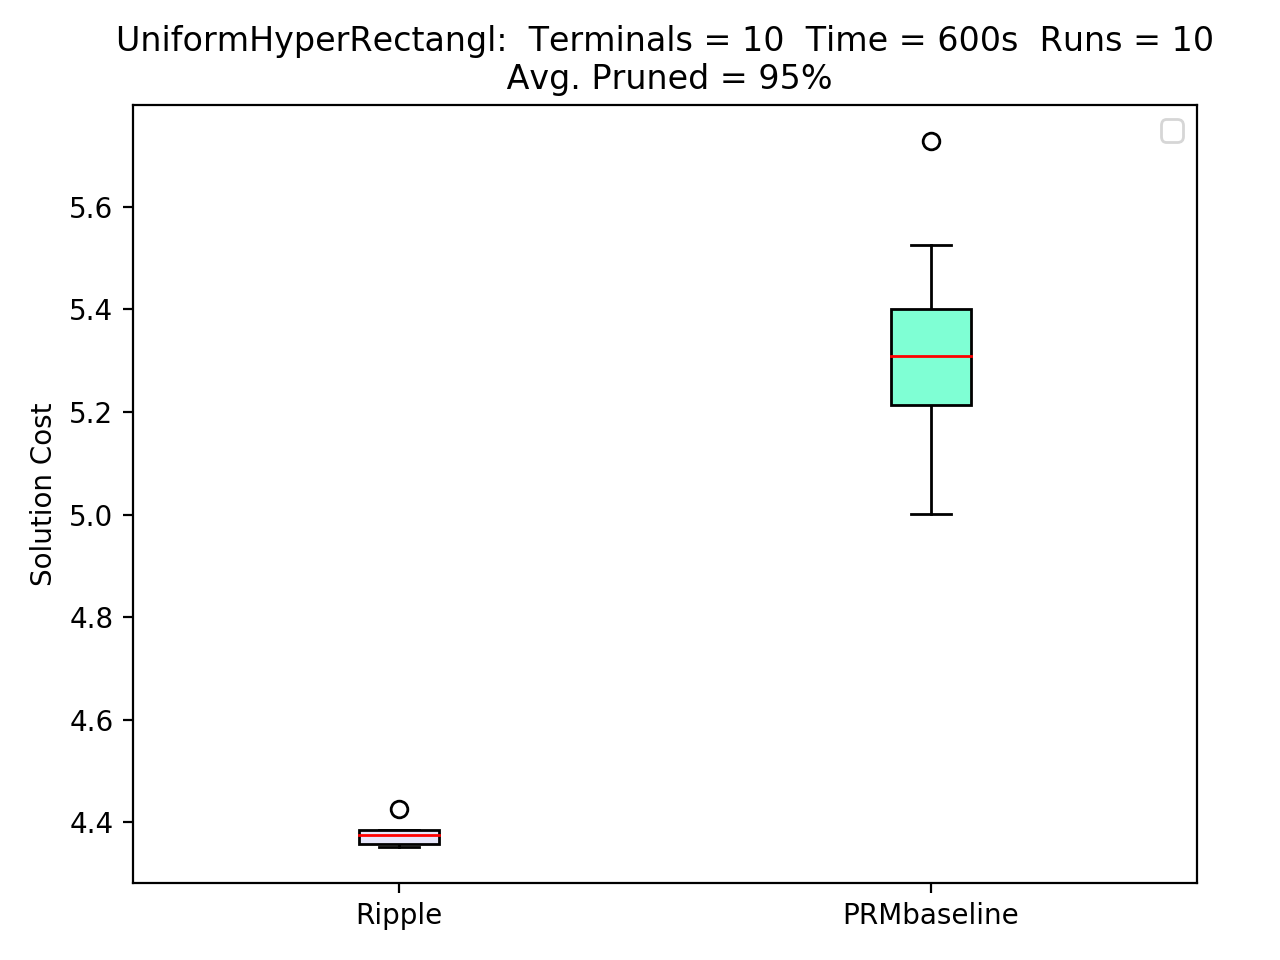 UniformHyperRectangl: Terminals = 10 Time = 600s Runs = 10
Avg. Pruned = 95%
5.6
5.4
5.2
5.0
4.8
4.6
4.4
Solution Cost
Ripple
PRMbaseline